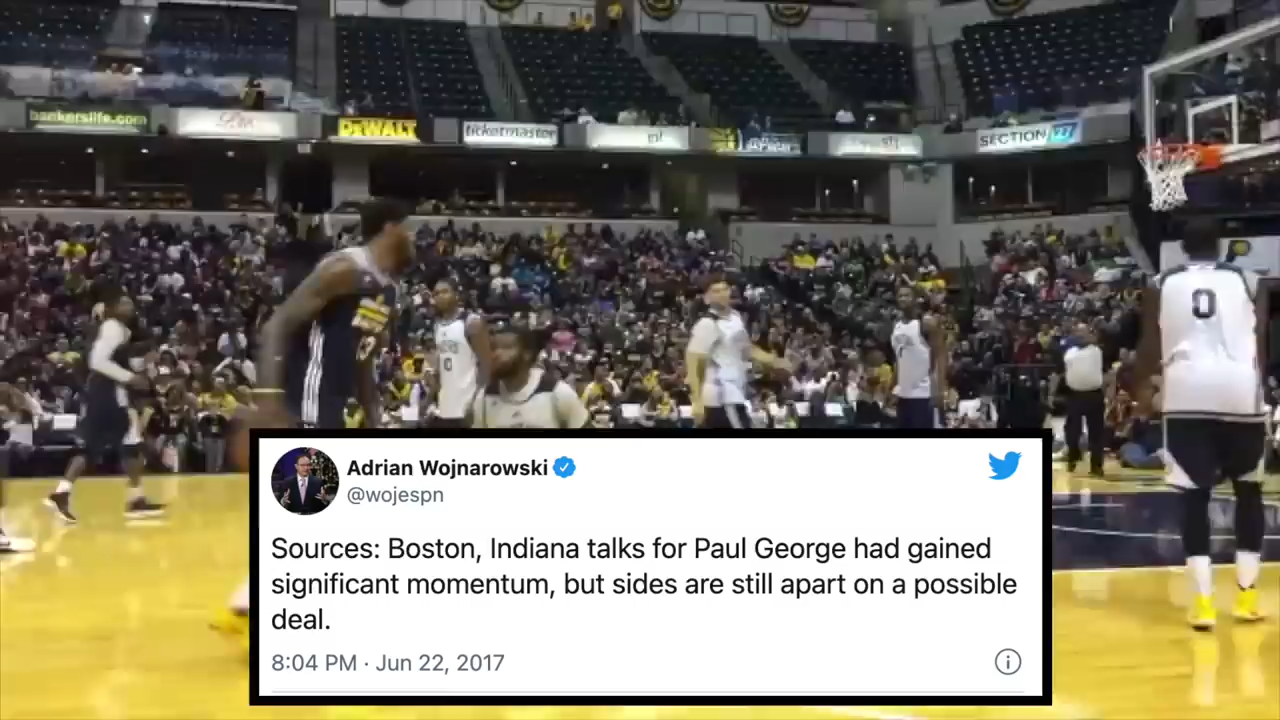 bankerslife.com
DEWALT
ticketmaster
SECTION
0
0
Adrian Wojnarowski
@wojespn
Sources: Boston, Indiana talks for Paul George had gained
significant momentum, but sides are still apart on a possible
deal.
8:04 PM · Jun 22, 2017